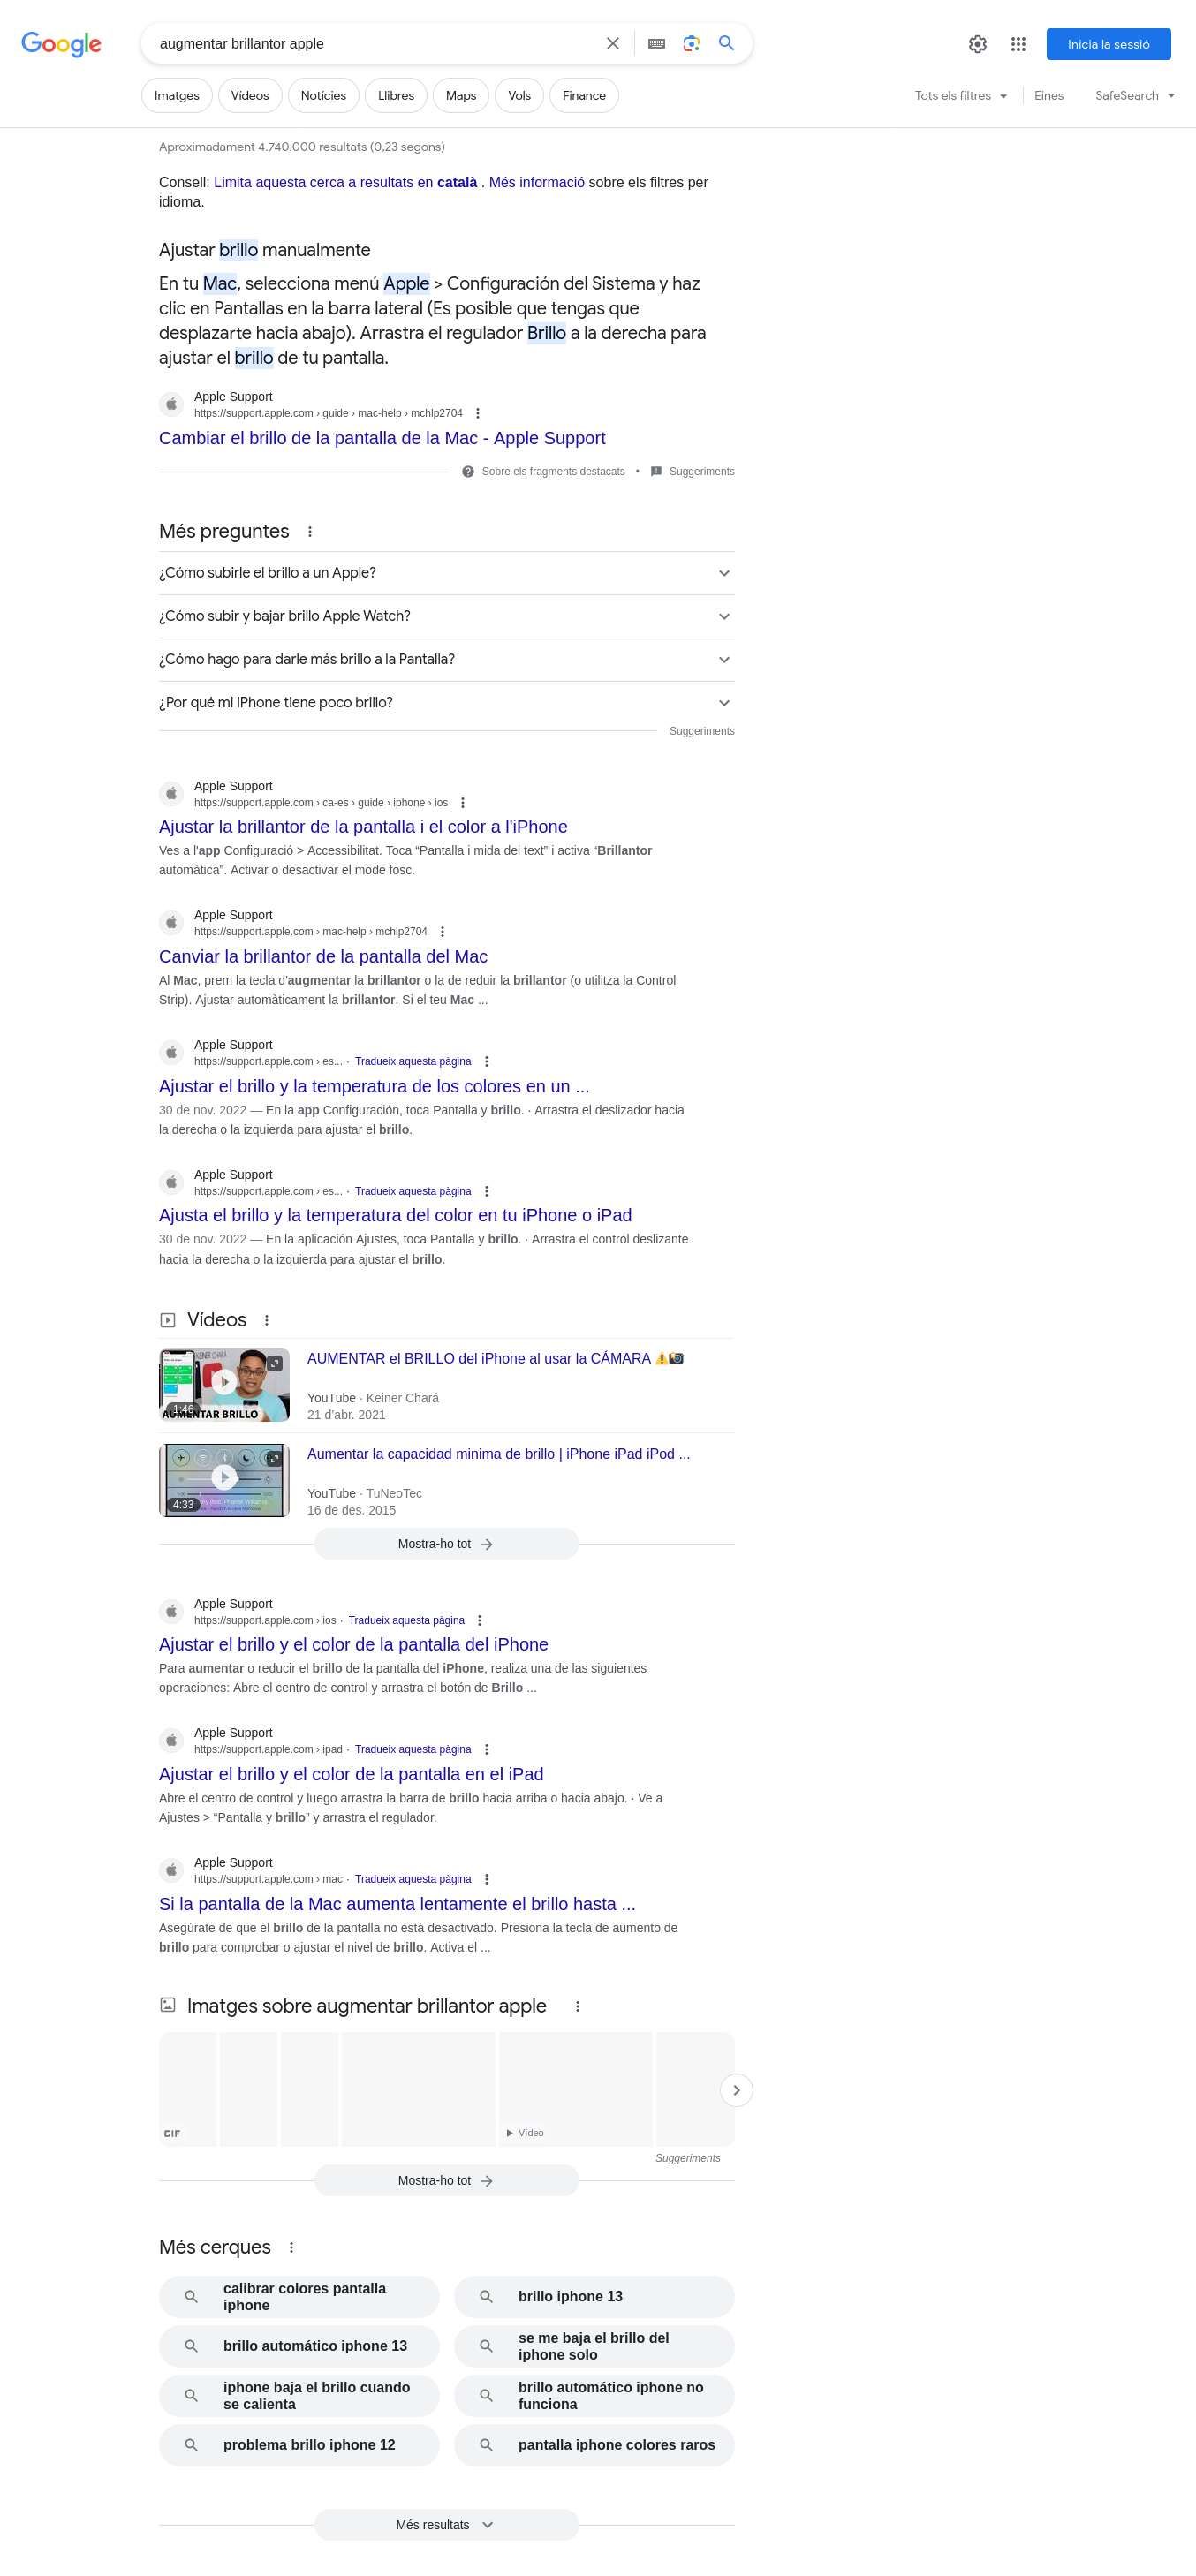 Google
augmentar brillantor apple
Inicia la sessió
Imatges
Vídeos
Notícies
Llibres
Maps
Vols
Finance
Tots els filtres
Eines
SafeSearch
Aproximadament 4.740.000 resultats (0,23 segons)
Consell: Limita aquesta cerca a resultats en català . Més informació sobre els filtres per
idioma.
Ajustar brillo manualmente
En tu Mac, selecciona menú Apple > Configuración del Sistema y haz
clic en Pantallas en la barra lateral (Es posible que tengas que
desplazarte hacia abajo). Arrastra el regulador Brillo a la derecha para
ajustar el brillo de tu pantalla.
Apple Support
https://support.apple.com › guide › mac-help › mchlp2704
Cambiar el brillo de la pantalla de la Mac - Apple Support
Sobre els fragments destacats • Suggeriments
Més preguntes
¿Cómo subirle el brillo a un Apple?
¿Cómo subir y bajar brillo Apple Watch?
¿Cómo hago para darle más brillo a la Pantalla?
¿Por qué mi iPhone tiene poco brillo?
Suggeriments
Apple Support
https://support.apple.com › ca-es › guide › iphone › ios
Ajustar la brillantor de la pantalla i el color a l'iPhone
Ves a l'app Configuració > Accessibilitat. Toca “Pantalla i mida del text” i activa “Brillantor
automàtica”. Activar o desactivar el mode fosc.
Apple Support
https://support.apple.com › mac-help › mchlp2704
Canviar la brillantor de la pantalla del Mac
Al Mac, prem la tecla d'augmentar la brillantor o la de reduir la brillantor (o utilitza la Control
Strip). Ajustar automàticament la brillantor. Si el teu Mac ...
Apple Support
https://support.apple.com › es... · Tradueix aquesta pàgina
Ajustar el brillo y la temperatura de los colores en un ...
30 de nov. 2022 — En la app Configuración, toca Pantalla y brillo. · Arrastra el deslizador hacia
la derecha o la izquierda para ajustar el brillo.
Apple Support
https://support.apple.com › es... · Tradueix aquesta pàgina
Ajusta el brillo y la temperatura del color en tu iPhone o iPad
30 de nov. 2022 — En la aplicación Ajustes, toca Pantalla y brillo. · Arrastra el control deslizante
hacia la derecha o la izquierda para ajustar el brillo.
Vídeos
KEINER CHARÁ
AUMENTAR BRILLO
1:46
AUMENTAR el BRILLO del iPhone al usar la CÁMARA ⚠️📸
YouTube · Keiner Chará
21 d’abr. 2021
4:33
Aumentar la capacidad minima de brillo | iPhone iPad iPod ...
YouTube · TuNeoTec
16 de des. 2015
Mostra-ho tot
Apple Support
https://support.apple.com › ios · Tradueix aquesta pàgina
Ajustar el brillo y el color de la pantalla del iPhone
Para aumentar o reducir el brillo de la pantalla del iPhone, realiza una de las siguientes
operaciones: Abre el centro de control y arrastra el botón de Brillo ...
Apple Support
https://support.apple.com › ipad · Tradueix aquesta pàgina
Ajustar el brillo y el color de la pantalla en el iPad
Abre el centro de control y luego arrastra la barra de brillo hacia arriba o hacia abajo. · Ve a
Ajustes > “Pantalla y brillo” y arrastra el regulador.
Apple Support
https://support.apple.com › mac · Tradueix aquesta pàgina
Si la pantalla de la Mac aumenta lentamente el brillo hasta ...
Asegúrate de que el brillo de la pantalla no está desactivado. Presiona la tecla de aumento de
brillo para comprobar o ajustar el nivel de brillo. Activa el ...
Imatges sobre augmentar brillantor apple
GIF
Vídeo
Suggeriments
Mostra-ho tot
Més cerques
calibrar colores pantalla
iphone
brillo iphone 13
brillo automático iphone 13
se me baja el brillo del
iphone solo
iphone baja el brillo cuando
se calienta
brillo automático iphone no
funciona
problema brillo iphone 12
pantalla iphone colores raros
Més resultats